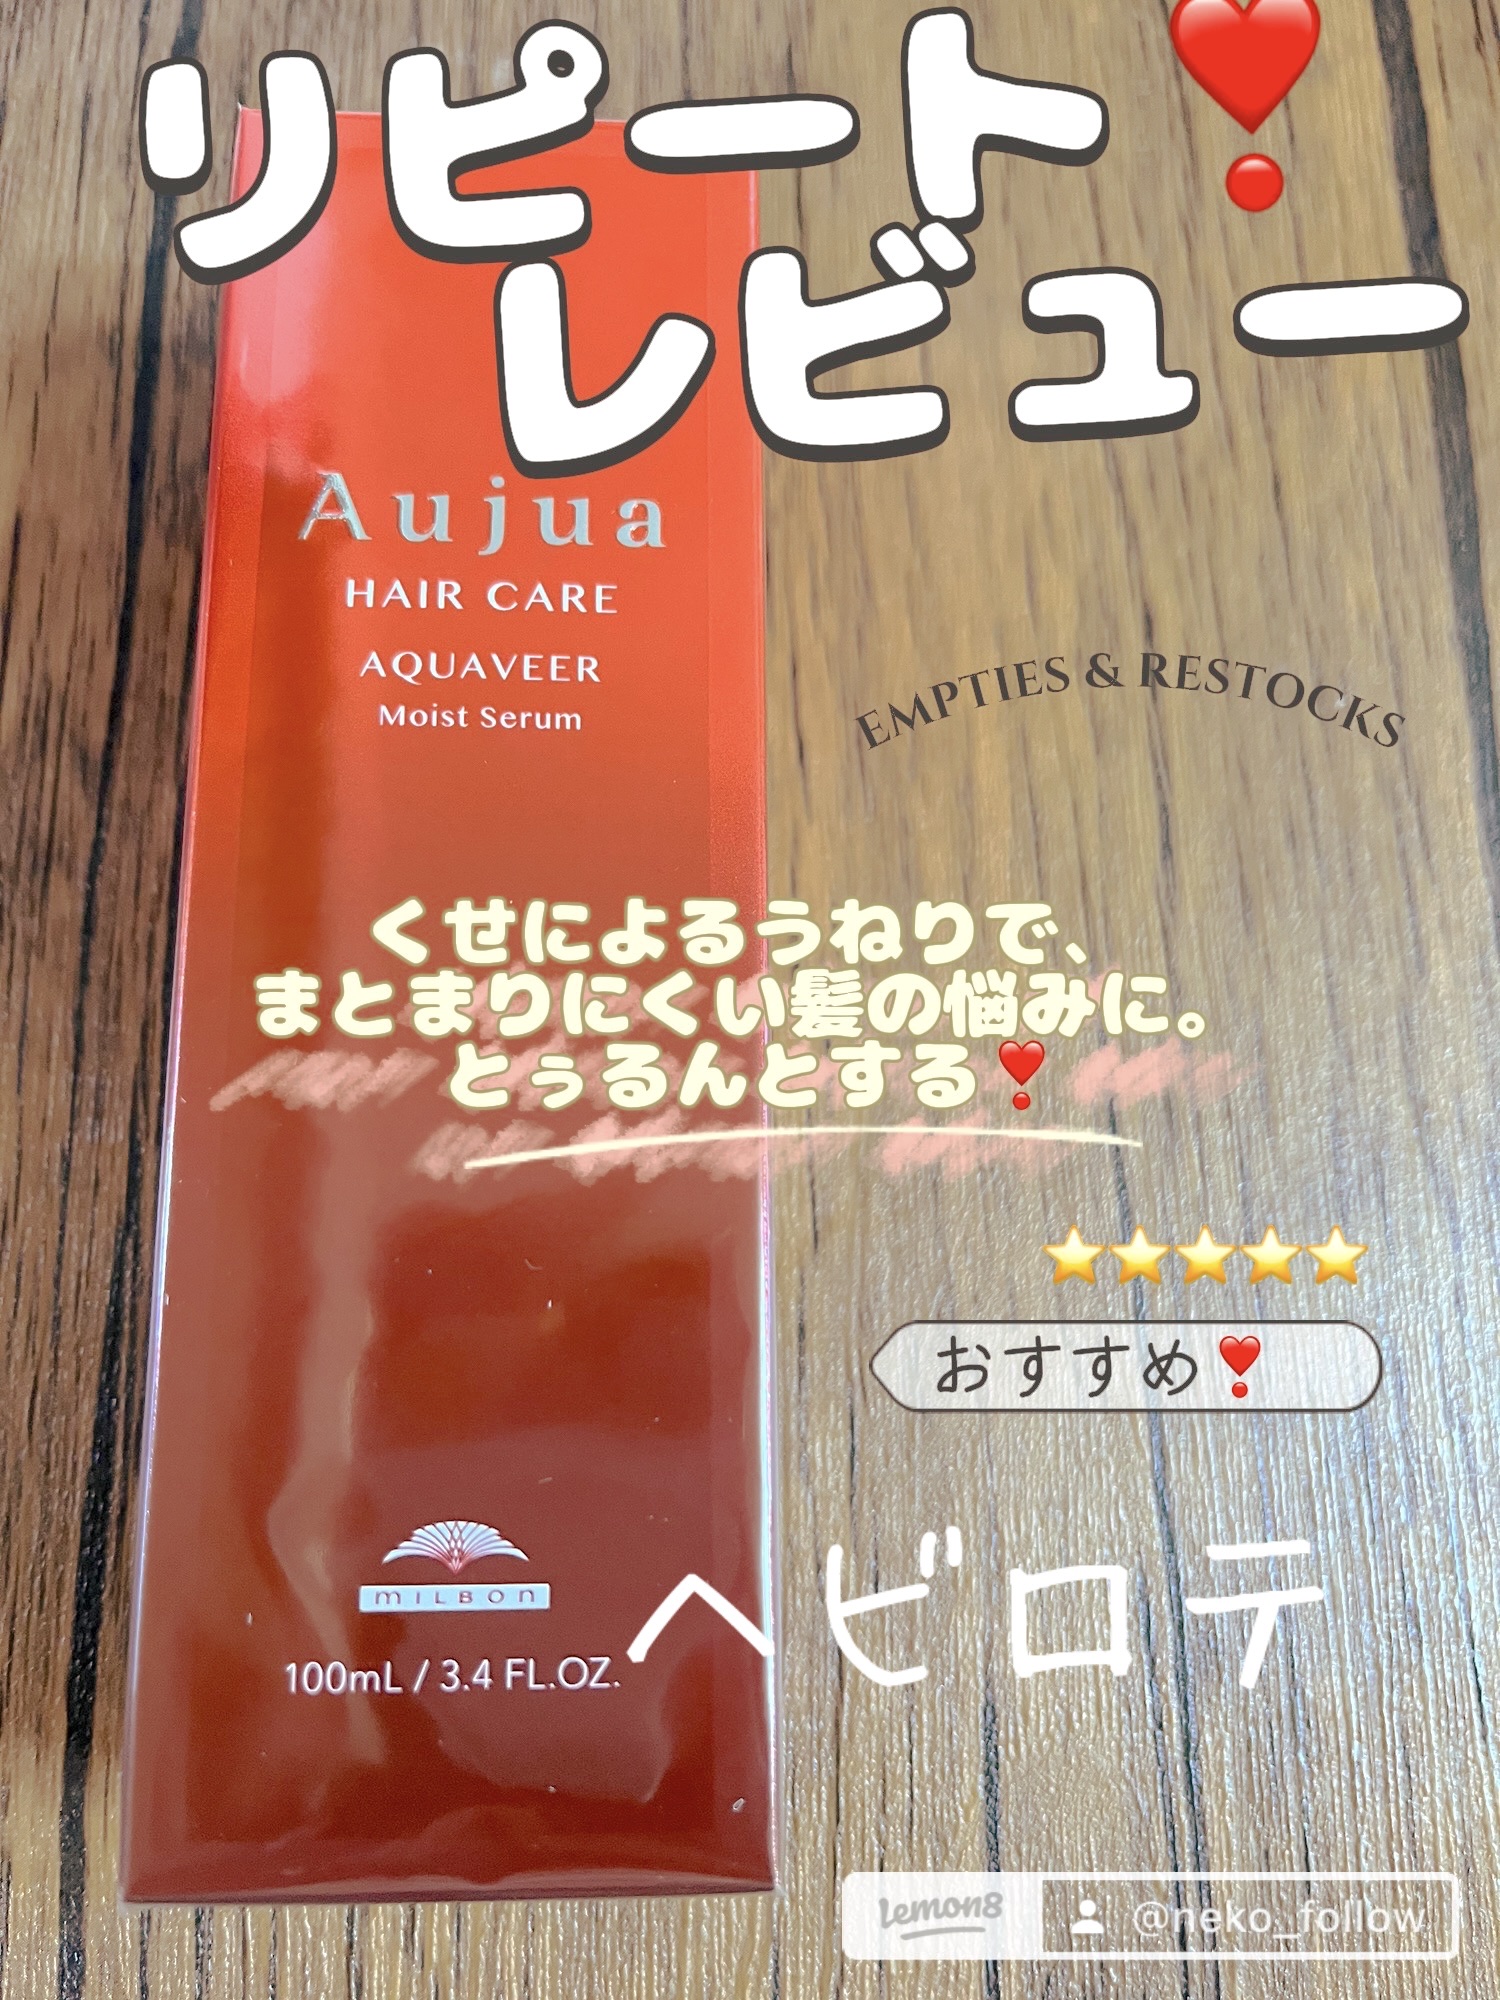 リピート❣️
レビュー
Aujua
HAIR CARE
AQUAVEER
Moist Serum
EMPTIES & RESTOCKS
くせによるうねりで、
まとまりにくい髪の悩みに。
とぅるんとする❣️
⭐⭐⭐⭐⭐
おすすめ❣️
ヘビロテ
MILBON
100mL / 3.4 FL.OZ.
Lemon8 @neko_follow